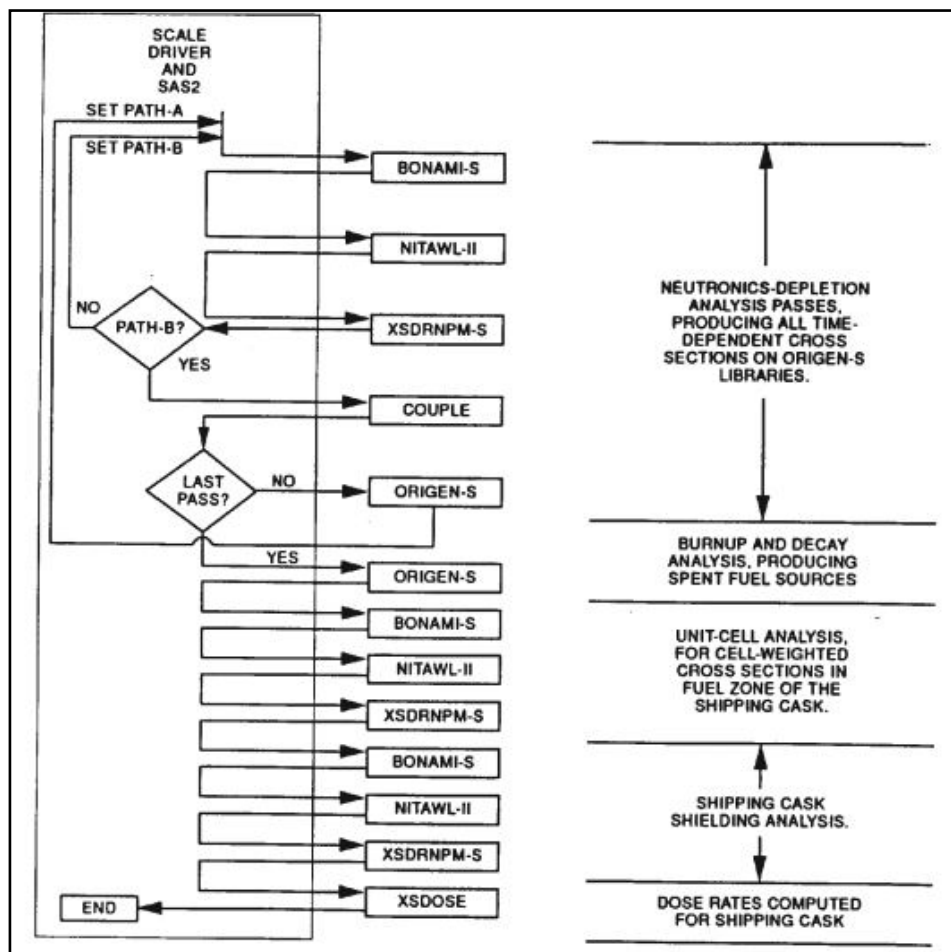 SCALE
DRIVER
AND
SAS2
SET PATH-A
SET PATH-B
BONAMI-S
NITAWL-II
NO
PATH-B?
XSDRNPM-S
YES
COUPLE
LAST
PASS?
NO
ORIGEN-S
YES
ORIGEN-S
BONAMI-S
NITAWL-II
XSDRNPM-S
BONAMI-S
NITAWL-II
XSDRNPM-S
XSDOSE
END
NEUTRONICS-DEPLETION
ANALYSIS PASSES,
PRODUCING ALL TIME-
DEPENDENT CROSS
SECTIONS ON ORIGEN-S
LIBRARIES.
BURNUP AND DECAY
ANALYSIS, PRODUCING
SPENT FUEL SOURCES
UNIT-CELL ANALYSIS,
FOR CELL-WEIGHTED
CROSS SECTIONS IN
FUEL ZONE OF THE
SHIPPING CASK.
SHIPPING CASK
SHIELDING ANALYSIS.
DOSE RATES COMPUTED
FOR SHIPPING CASK